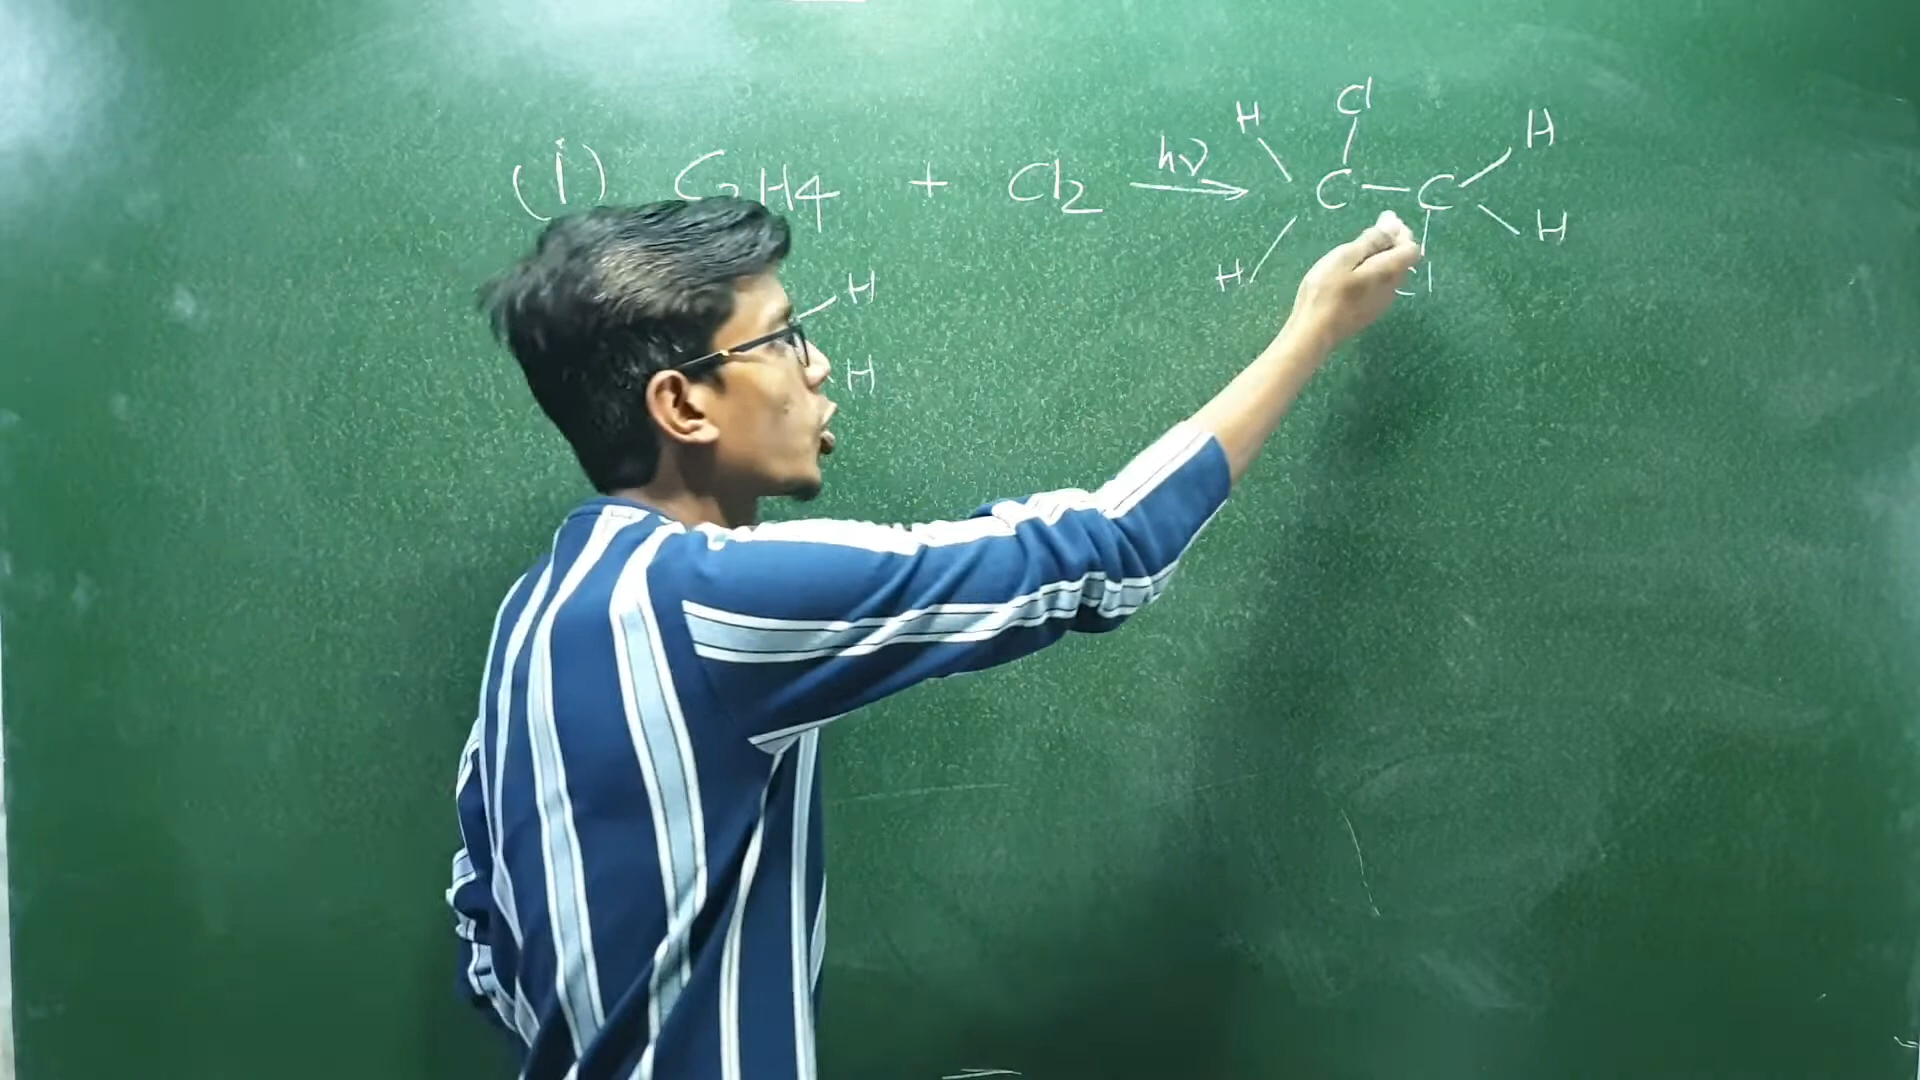 (i) C2H4 + Cl2 hν→ H Cl H
C—C
H Cl H
H
H